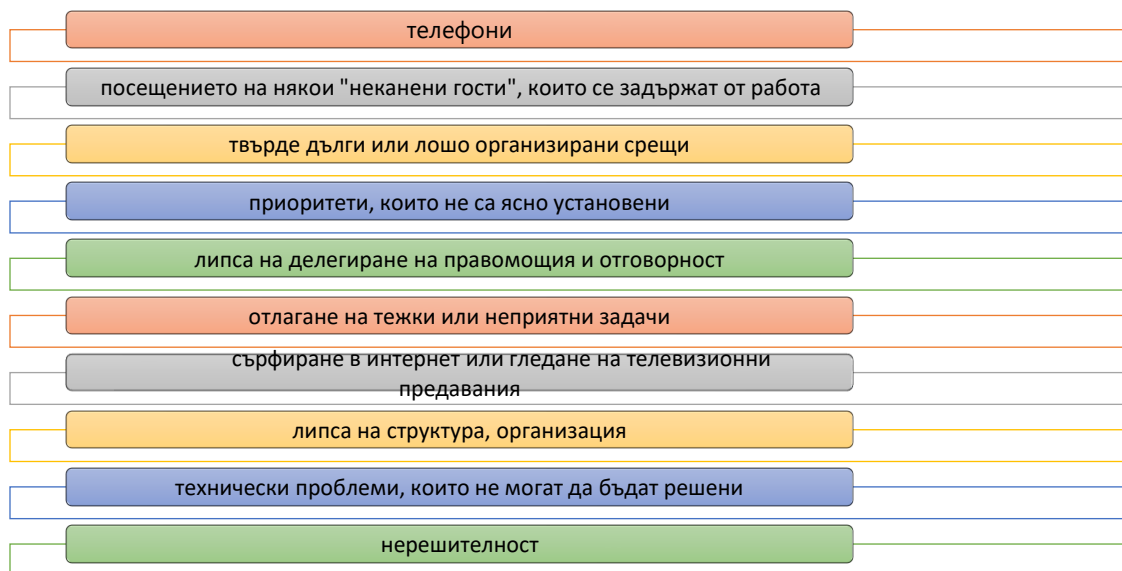 телефони
посещението на някои "неканени гости", които се задържат от работа
твърде дълги или лошо организирани срещи
приоритети, които не са ясно установени
липса на делегиране на правомощия и отговорност
отлагане на тежки или неприятни задачи
сърфиране в интернет или гледане на телевизионни
предавания
липса на структура, организация
технически проблеми, които не могат да бъдат решени
нерешителност